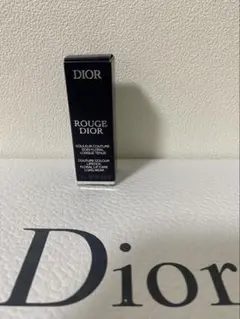 DIOR
ROUGE
DIOR
COULEUR COUTURE
SOIN FLORAL
LONGUE TENUE
COUTURE COLOUR
LIPSTICK
FLORAL LIP CARE
LONG WEAR
Dior